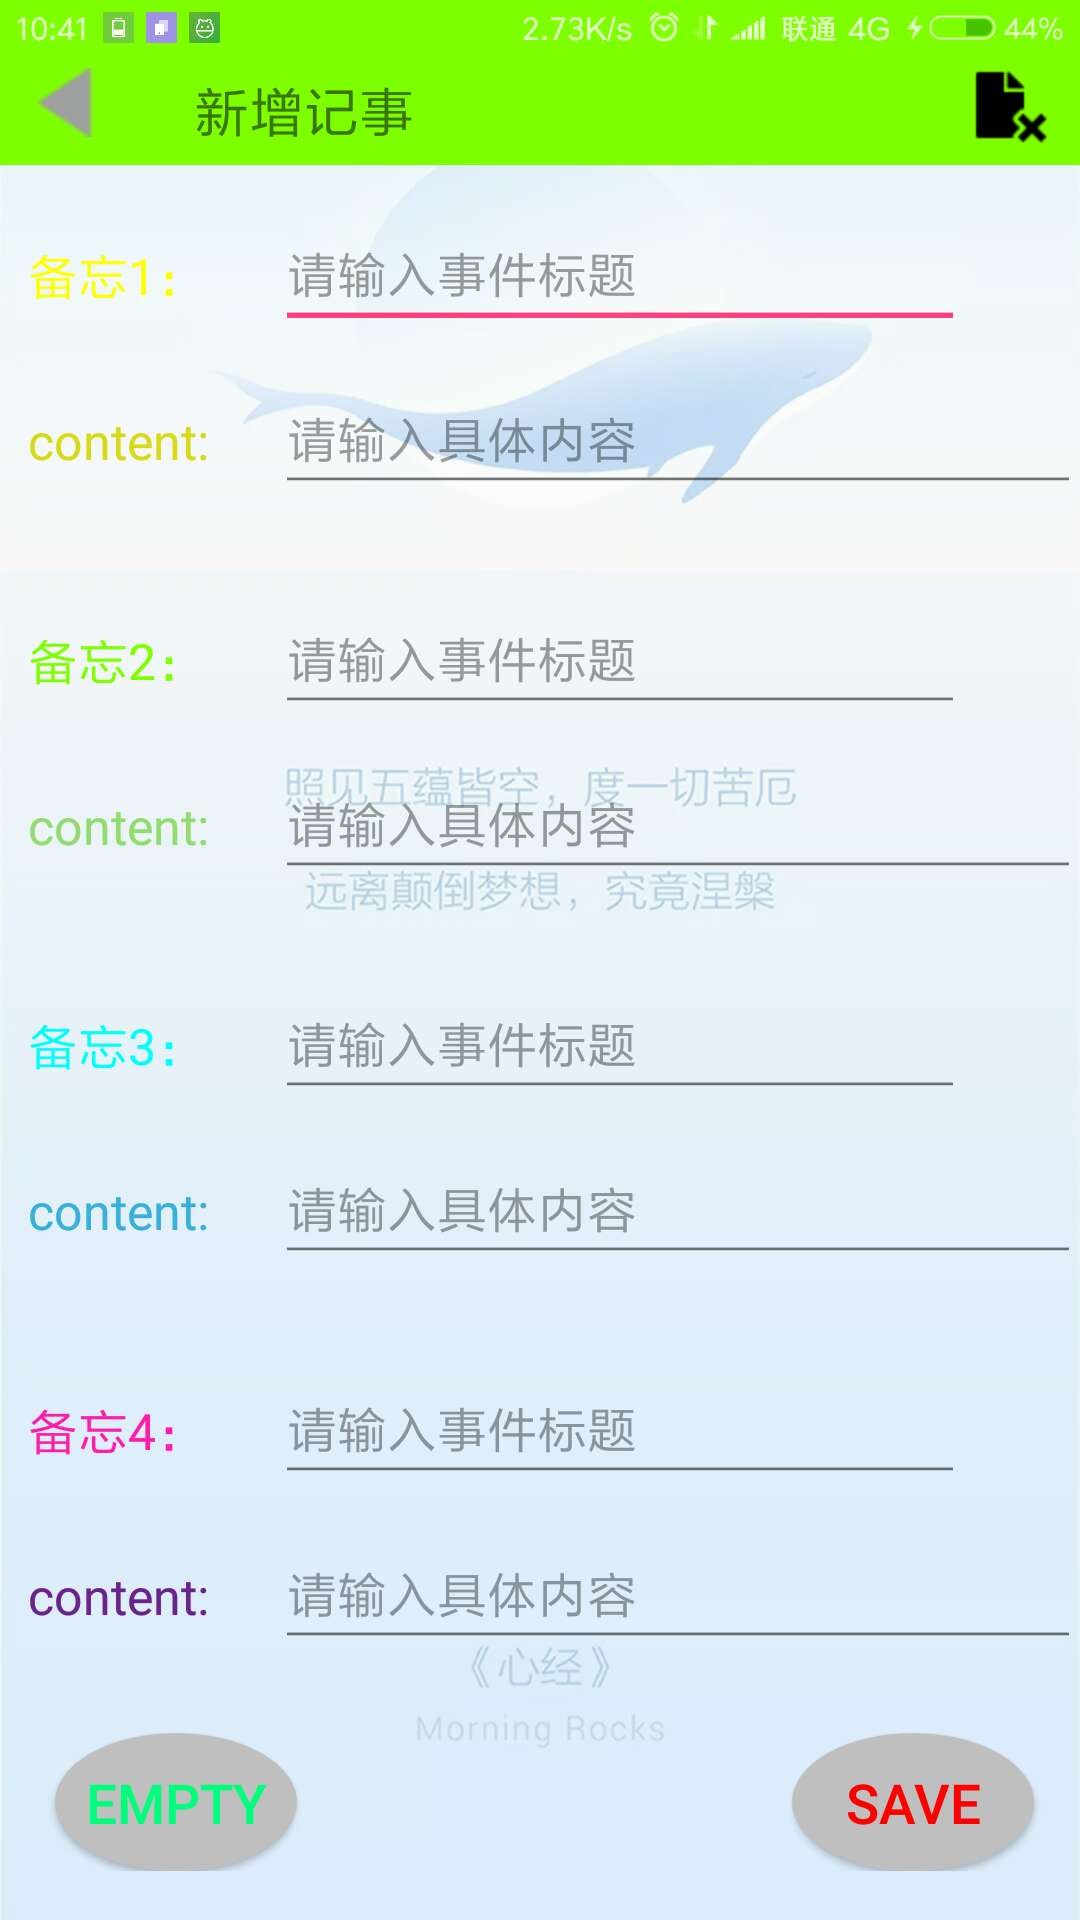 10:41 2.73K/s 联通 4G 44%
新增记事
备忘1： 请输入事件标题
content: 请输入具体内容
备忘2： 请输入事件标题
照见五蕴皆空，度一切苦厄
content: 请输入具体内容
远离颠倒梦想，究竟涅槃
备忘3： 请输入事件标题
content: 请输入具体内容
备忘4： 请输入事件标题
content: 请输入具体内容
《心经》
Morning Rocks
EMPTY SAVE